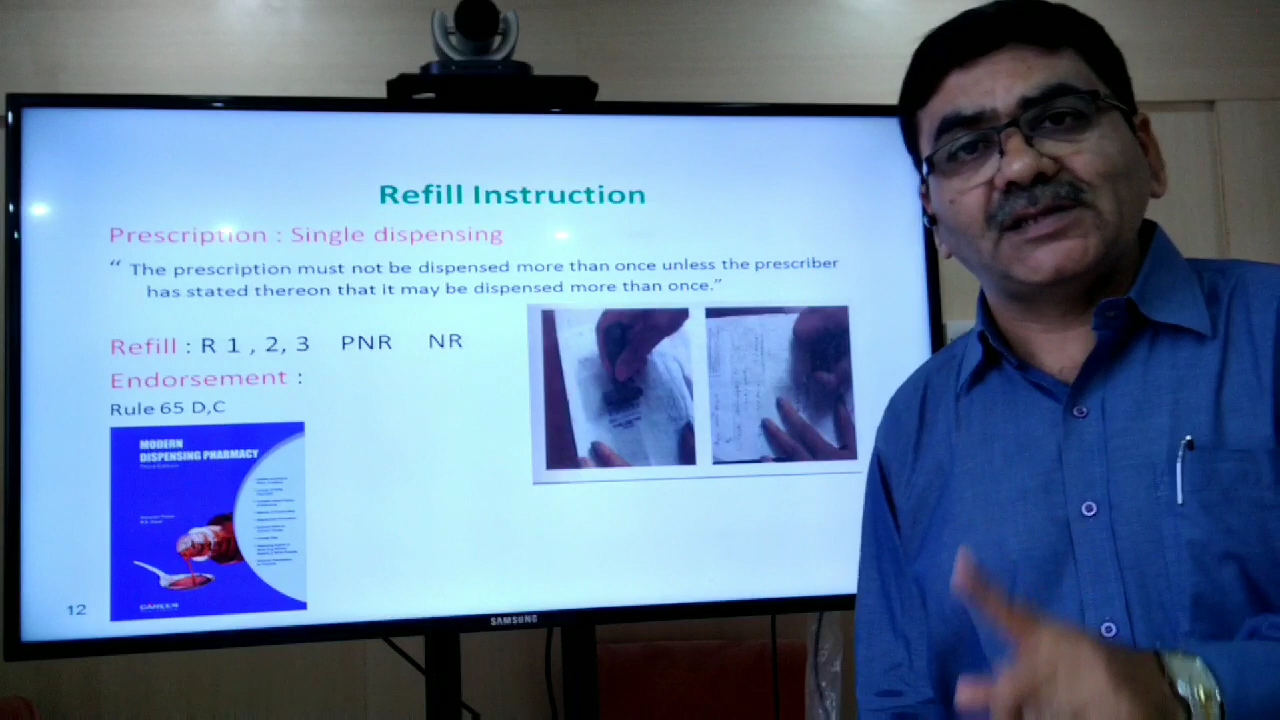 Refill Instruction
Prescription : Single dispensing
“ The prescription must not be dispensed more than once unless the prescriber
has stated thereon that it may be dispensed more than once.”
Refill : R 1 , 2, 3 PNR NR
Endorsement :
Rule 65 D,C
MODERN
DISPENSING PHARMACY
12
SAMSUNG